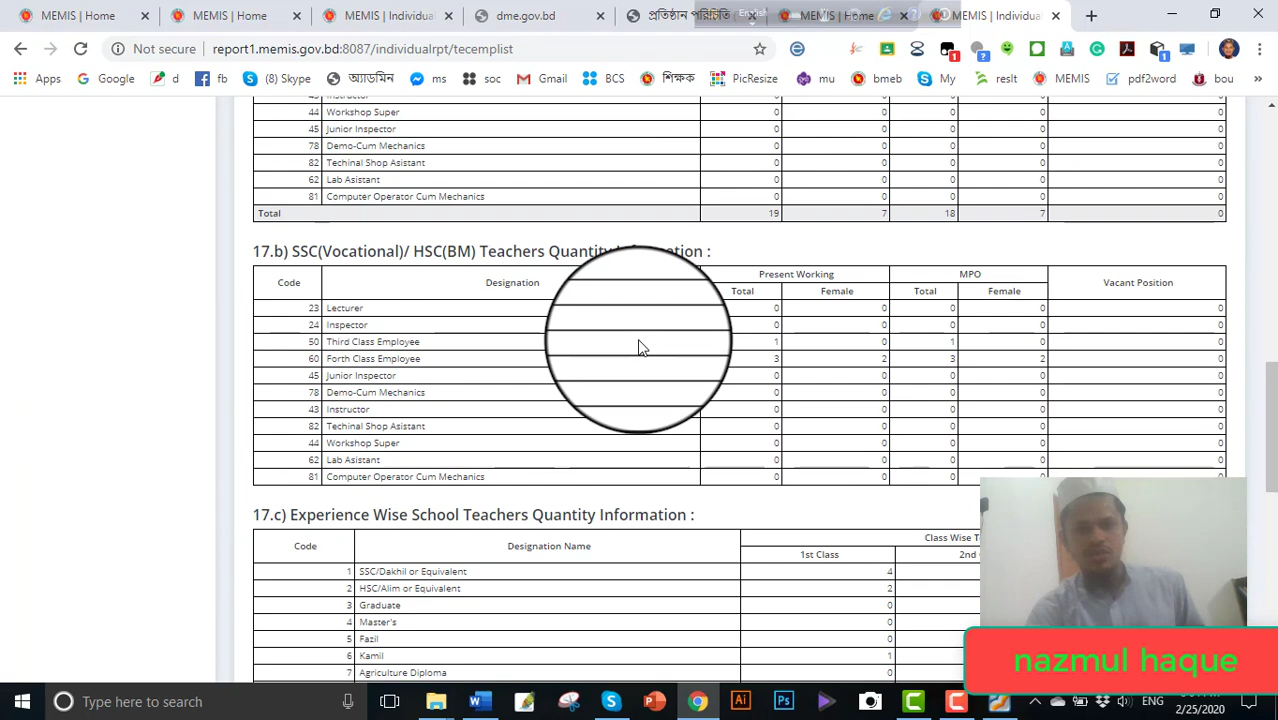 MEMIS | Home
MEMIS | Home
MEMIS | Individual
dme.gov.bd
প্রতিষ্ঠান পরিচিতি
English
MEMIS | Home
MEMIS | Individual
Not secure report1.memis.gov.bd:8087/individualrpt/tecemplist
Apps Google d fb (8) Skype অ্যাডমিন ms soc Gmail BCS শিক্ষক PicResize mu bmeb My reslt MEMIS pdf2word bou »
44 Workshop Super 0 0 0 0 0
45 Junior Inspector 0 0 0 0 0
78 Demo-Cum Mechanics 0 0 0 0 0
82 Techinal Shop Asistant 0 0 0 0 0
62 Lab Asistant 0 0 0 0 0
81 Computer Operator Cum Mechanics 0 0 0 0 0
Total 19 7 18 7 0
17.b) SSC(Vocational)/ HSC(BM) Teachers Quantity Information :
Code Designation Present Working MPO Vacant Position
Total Female Total Female
23 Lecturer 0 0 0 0 0
24 Inspector 0 0 0 0 0
50 Third Class Employee 1 0 1 0 0
60 Forth Class Employee 3 2 3 2 0
45 Junior Inspector 0 0 0 0 0
78 Demo-Cum Mechanics 0 0 0 0 0
43 Instructor 0 0 0 0 0
82 Techinal Shop Asistant 0 0 0 0 0
44 Workshop Super 0 0 0 0 0
62 Lab Asistant 0 0 0 0 0
81 Computer Operator Cum Mechanics 0 0 0 0 0
17.c) Experience Wise School Teachers Quantity Information :
Code Designation Name Class Wise
1st Class 2nd
1 SSC/Dakhil or Equivalent 4
2 HSC/Alim or Equivalent 2
3 Graduate 0
4 Master's 0
5 Fazil 0
6 Kamil 1
7 Agriculture Diploma 0
nazmul haque
Type here to search
ENG
2/25/2020